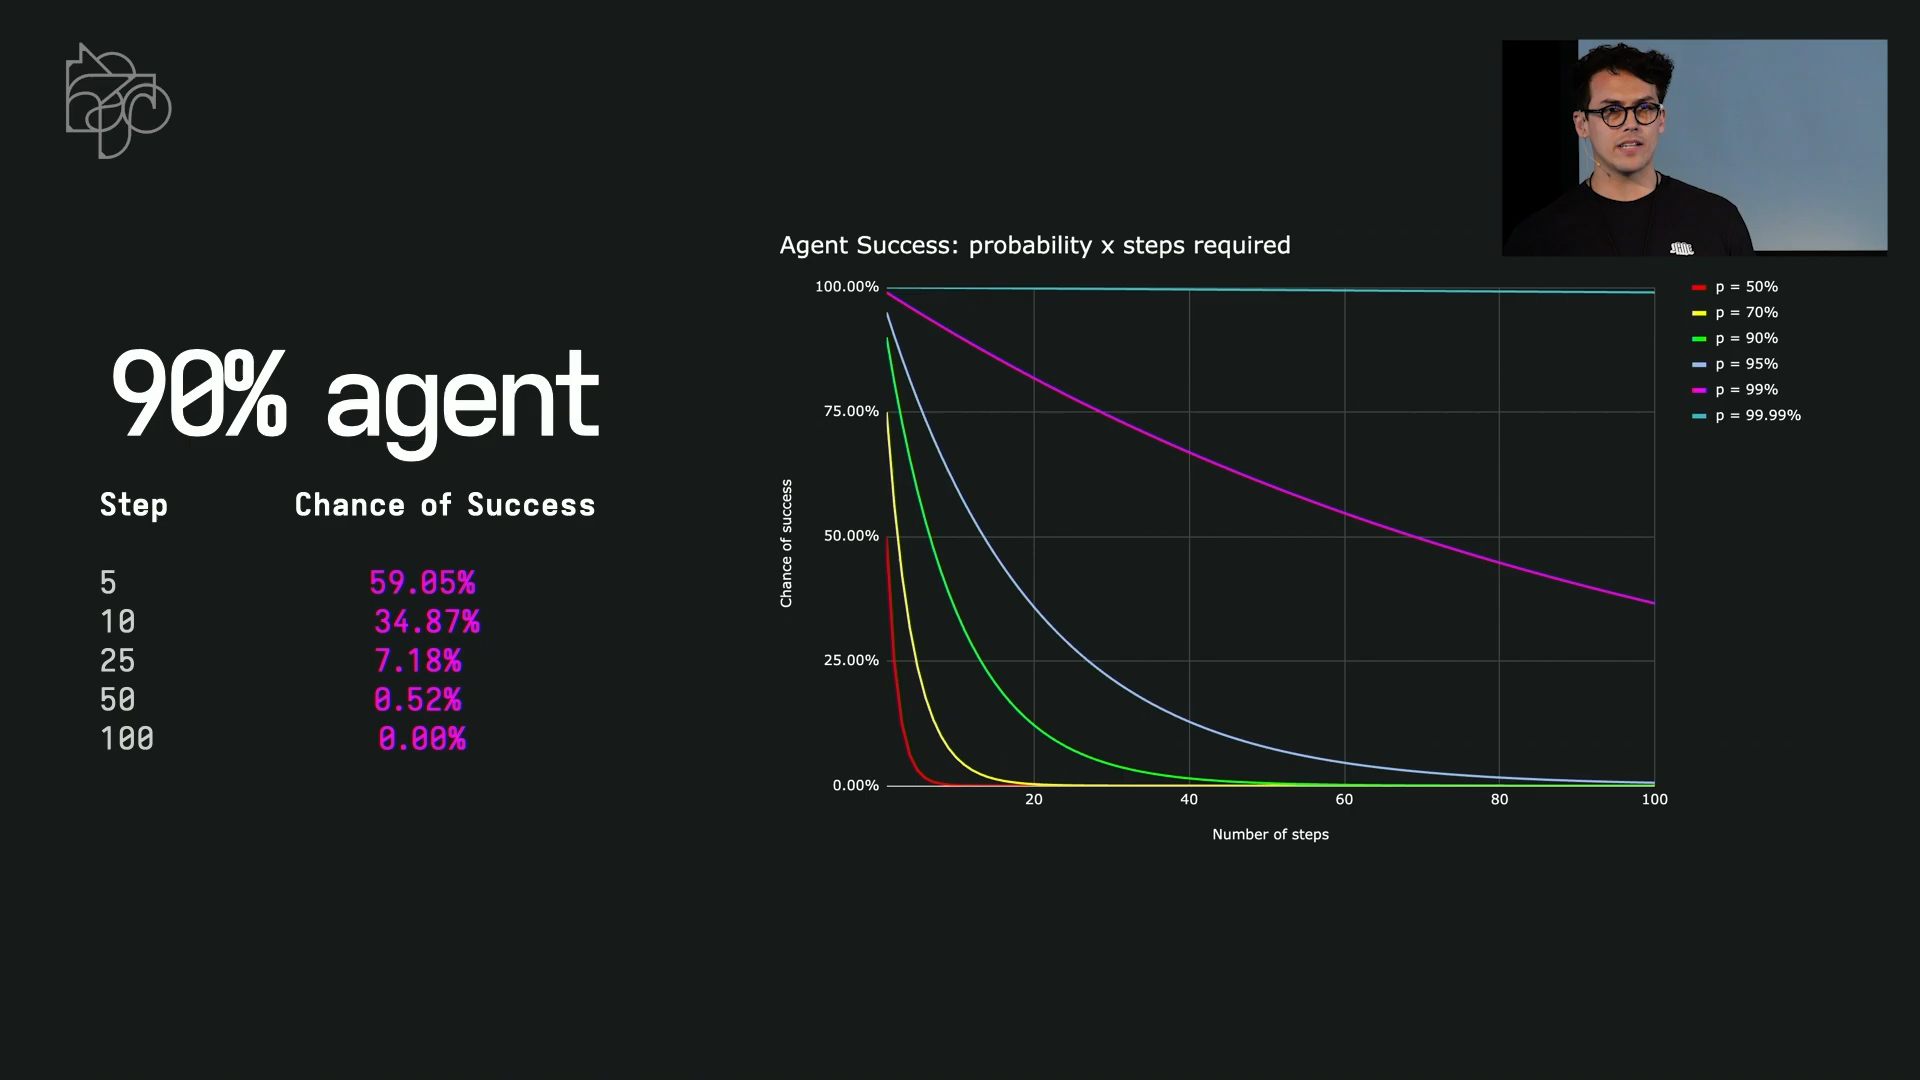 90% agent
Step Chance of Success
5 59.05%
10 34.87%
25 7.18%
50 0.52%
100 0.00%
Agent Success: probability x steps required
Chance of success
100.00%
75.00%
50.00%
25.00%
0.00%
20 40 60 80 100
Number of steps
p = 50%
p = 70%
p = 90%
p = 95%
p = 99%
p = 99.99%